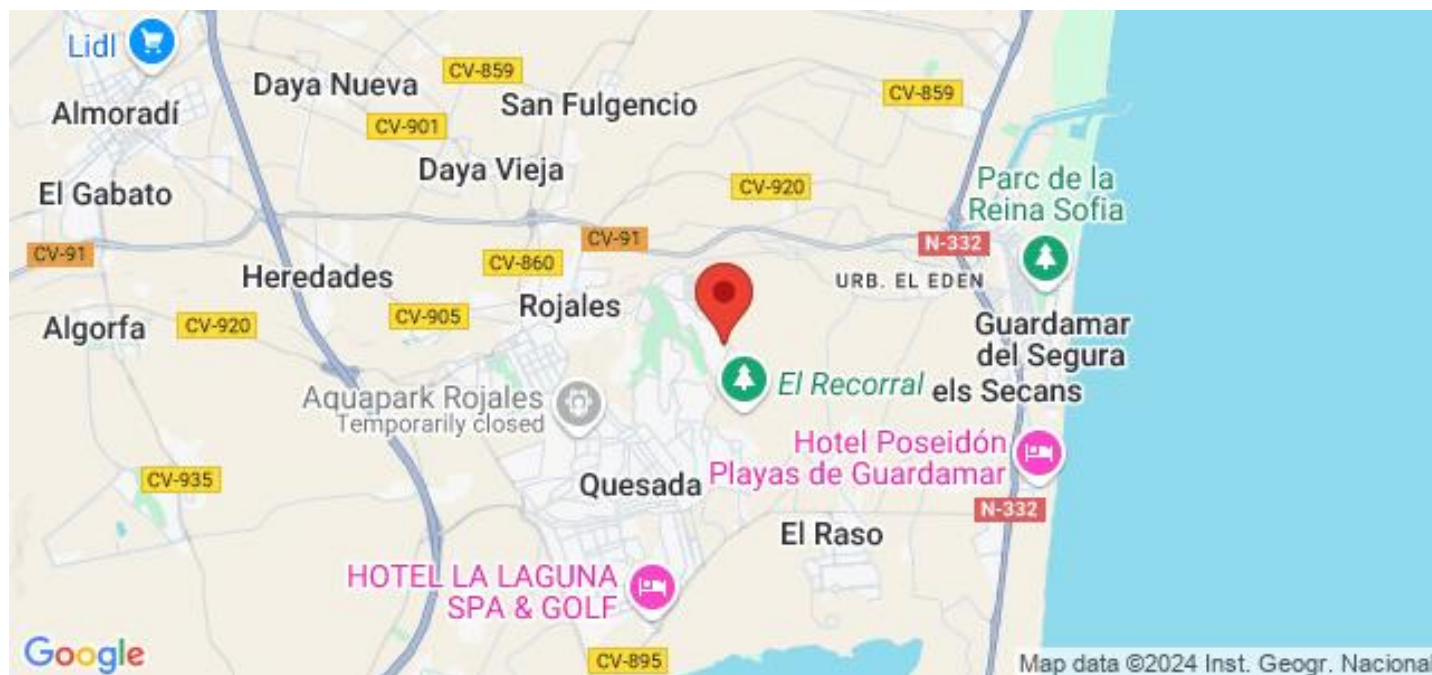 Lidl
Daya Nueva
CV-859
San Fulgencio
CV-859
Almoradí
CV-901
Daya Vieja
El Gabato
CV-920
Parc de la
Reina Sofia
CV-91
CV-91
N-332
CV-860
Heredades
URB. EL EDEN
Rojales
Algorfa
CV-920
CV-905
Guardamar
del Segura
Aquapark Rojales
Temporarily closed
El Recorral
els Secans
Hotel Poseidón
Playas de Guardamar
CV-935
Quesada
N-332
El Raso
HOTEL LA LAGUNA
SPA & GOLF
Google
CV-895
Map data ©2024 Inst. Geogr. Nacional